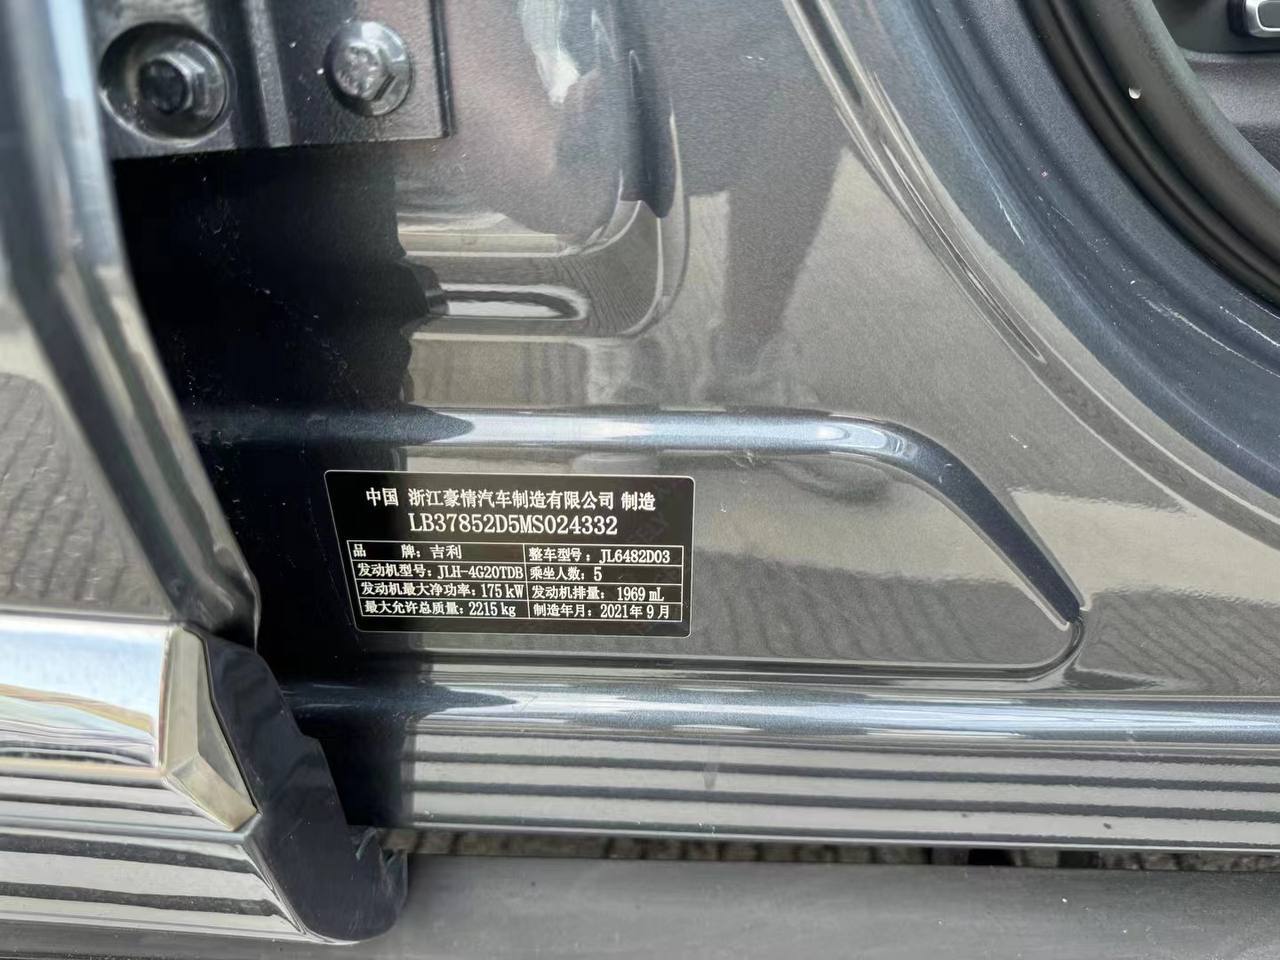 中国 浙江豪情汽车制造有限公司 制造
LB37852D5MS024332
品 牌：吉利 整车型号：JL6482D03
发动机型号：JLH-4G20TDB 乘坐人数：5
发动机最大净功率：175 kW 发动机排量：1969 mL
最大允许总质量：2215 kg 制造年月：2021年9月